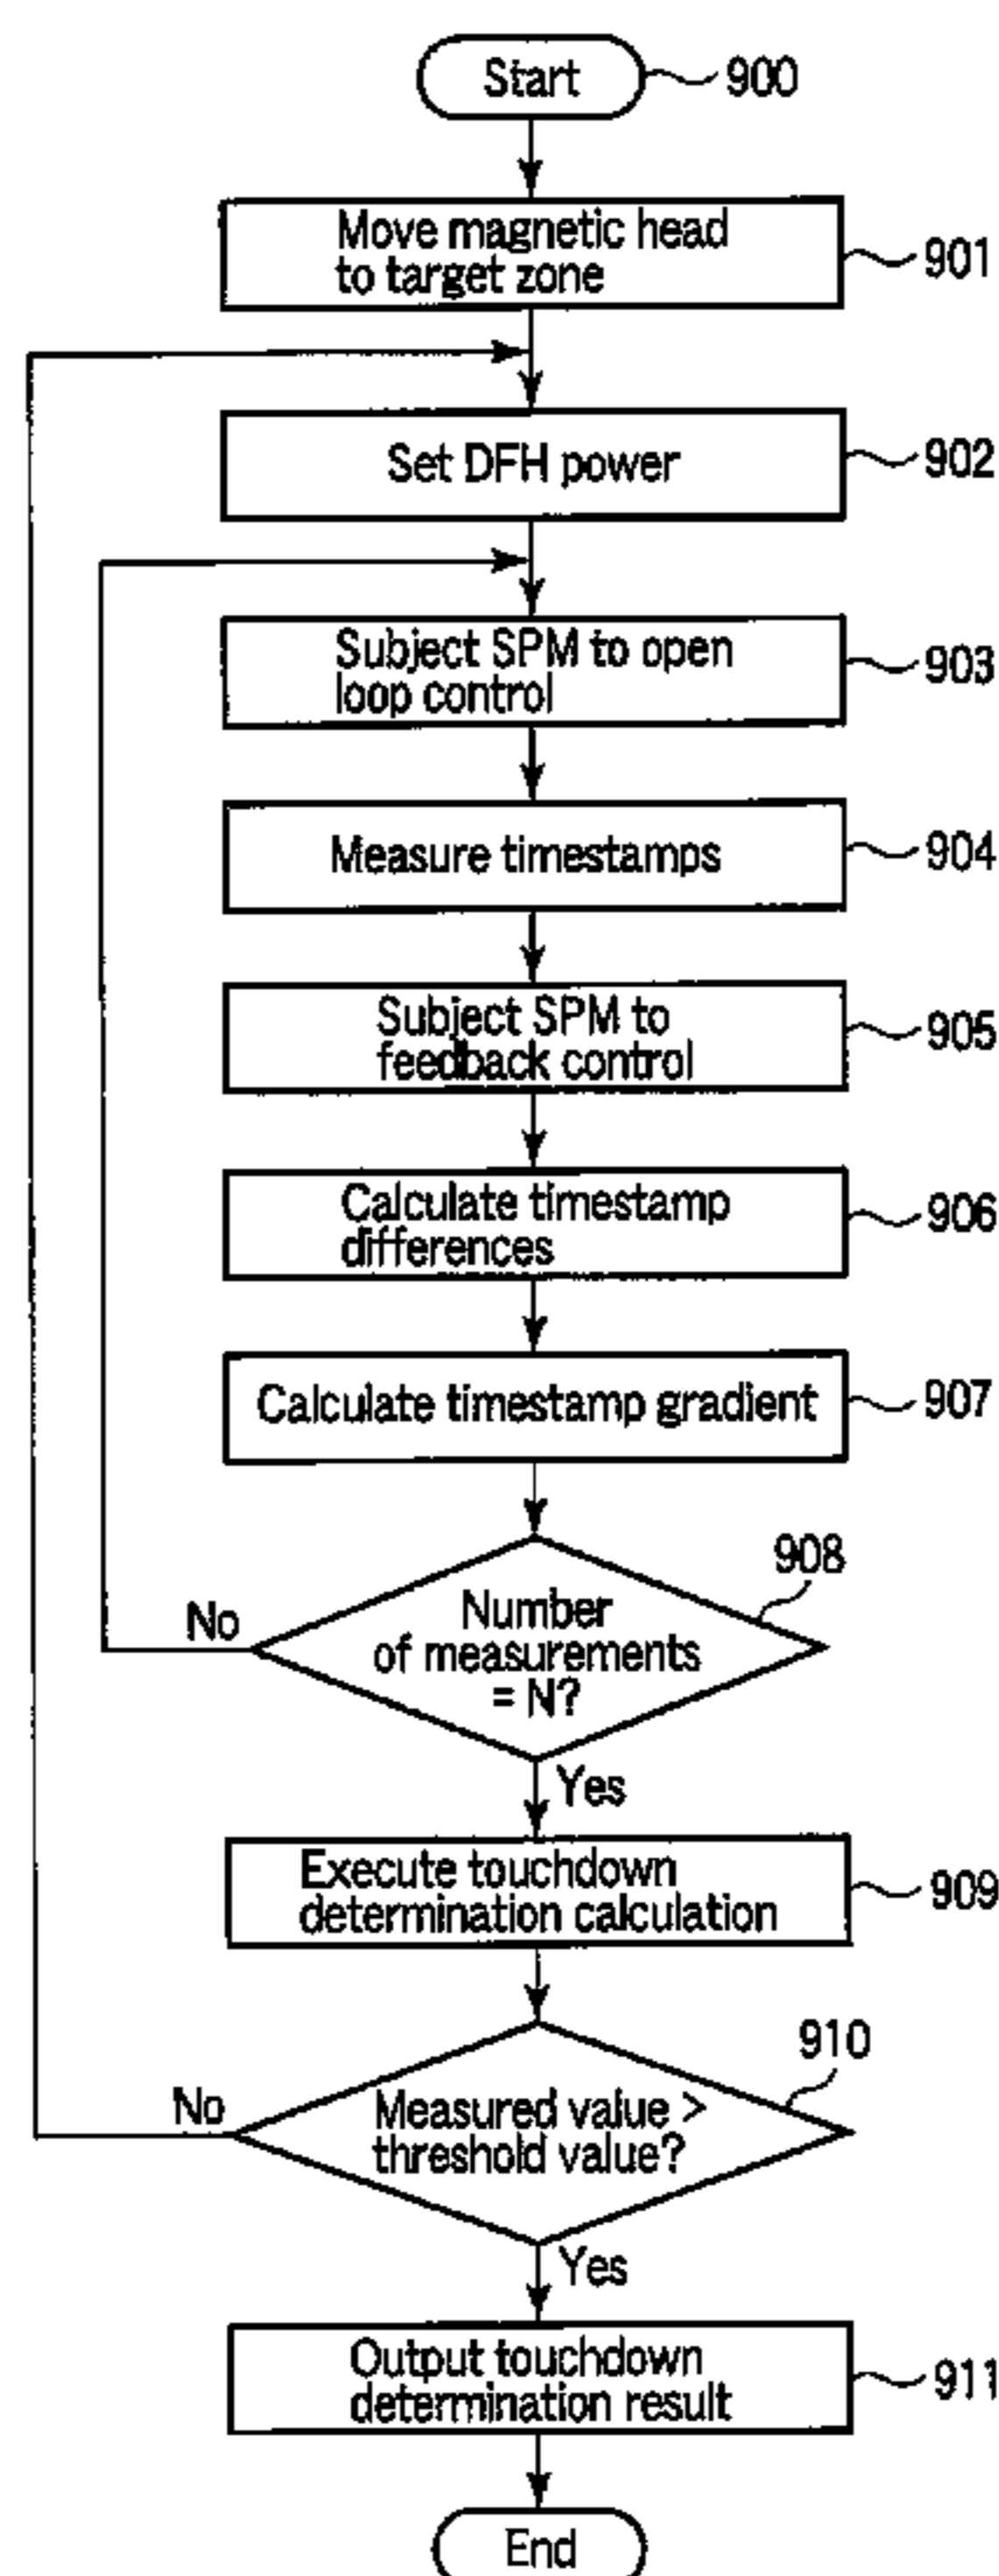 Start
900
Move magnetic head
to target zone
901
Set DFH power
902
Subject SPM to open
loop control
903
Measure timestamps
904
Subject SPM to
feedback control
905
Calculate timestamp
differences
906
Calculate timestamp gradient
907
908
Number
of measurements
= N?
No
Yes
Execute touchdown
determination calculation
909
910
Measured value >
threshold value?
No
Yes
Output touchdown
determination result
911
End